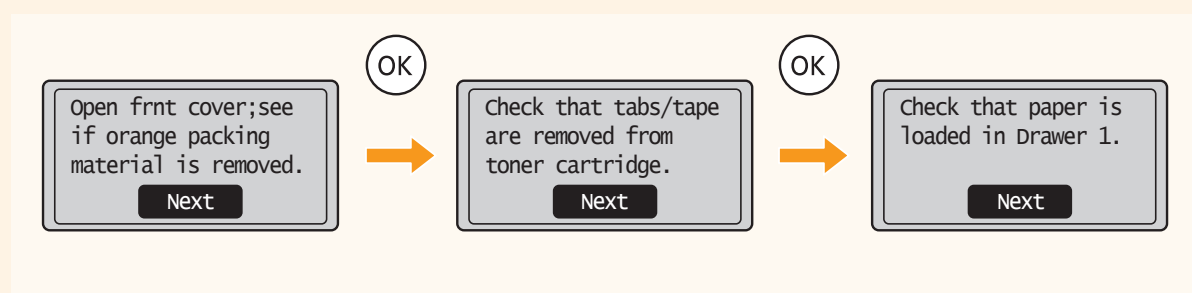 Open frnt cover;see
if orange packing
material is removed.
Next
OK
Check that tabs/tape
are removed from
toner cartridge.
Next
OK
Check that paper is
loaded in Drawer 1.
Next